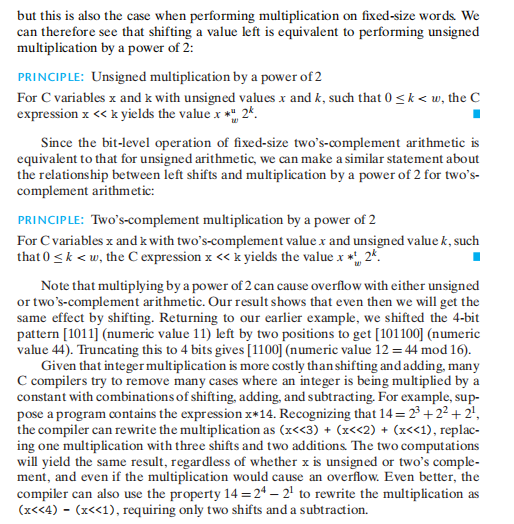 but this is also the case when performing multiplication on fixed-size words. We
can therefore see that shifting a value left is equivalent to performing unsigned
multiplication by a power of 2:
PRINCIPLE: Unsigned multiplication by a power of 2
For C variables x and k with unsigned values x and k, such that 0 ≤ k < w, the C
expression x << k yields the value x *ᵘ_w 2ᵏ.
Since the bit-level operation of fixed-size two's-complement arithmetic is
equivalent to that for unsigned arithmetic, we can make a similar statement about
the relationship between left shifts and multiplication by a power of 2 for two's-
complement arithmetic:
PRINCIPLE: Two's-complement multiplication by a power of 2
For C variables x and k with two's-complement value x and unsigned value k, such
that 0 ≤ k < w, the C expression x << k yields the value x *ᵗ_w 2ᵏ.
Note that multiplying by a power of 2 can cause overflow with either unsigned
or two's-complement arithmetic. Our result shows that even then we will get the
same effect by shifting. Returning to our earlier example, we shifted the 4-bit
pattern [1011] (numeric value 11) left by two positions to get [101100] (numeric
value 44). Truncating this to 4 bits gives [1100] (numeric value 12 = 44 mod 16).
Given that integer multiplication is more costly than shifting and adding, many
C compilers try to remove many cases where an integer is being multiplied by a
constant with combinations of shifting, adding, and subtracting. For example, sup-
pose a program contains the expression x*14. Recognizing that 14 = 2³ + 2² + 2¹,
the compiler can rewrite the multiplication as (x<<3) + (x<<2) + (x<<1), replac-
ing one multiplication with three shifts and two additions. The two computations
will yield the same result, regardless of whether x is unsigned or two's comple-
ment, and even if the multiplication would cause an overflow. Even better, the
compiler can also use the property 14 = 2⁴ − 2¹ to rewrite the multiplication as
(x<<4) - (x<<1), requiring only two shifts and a subtraction.